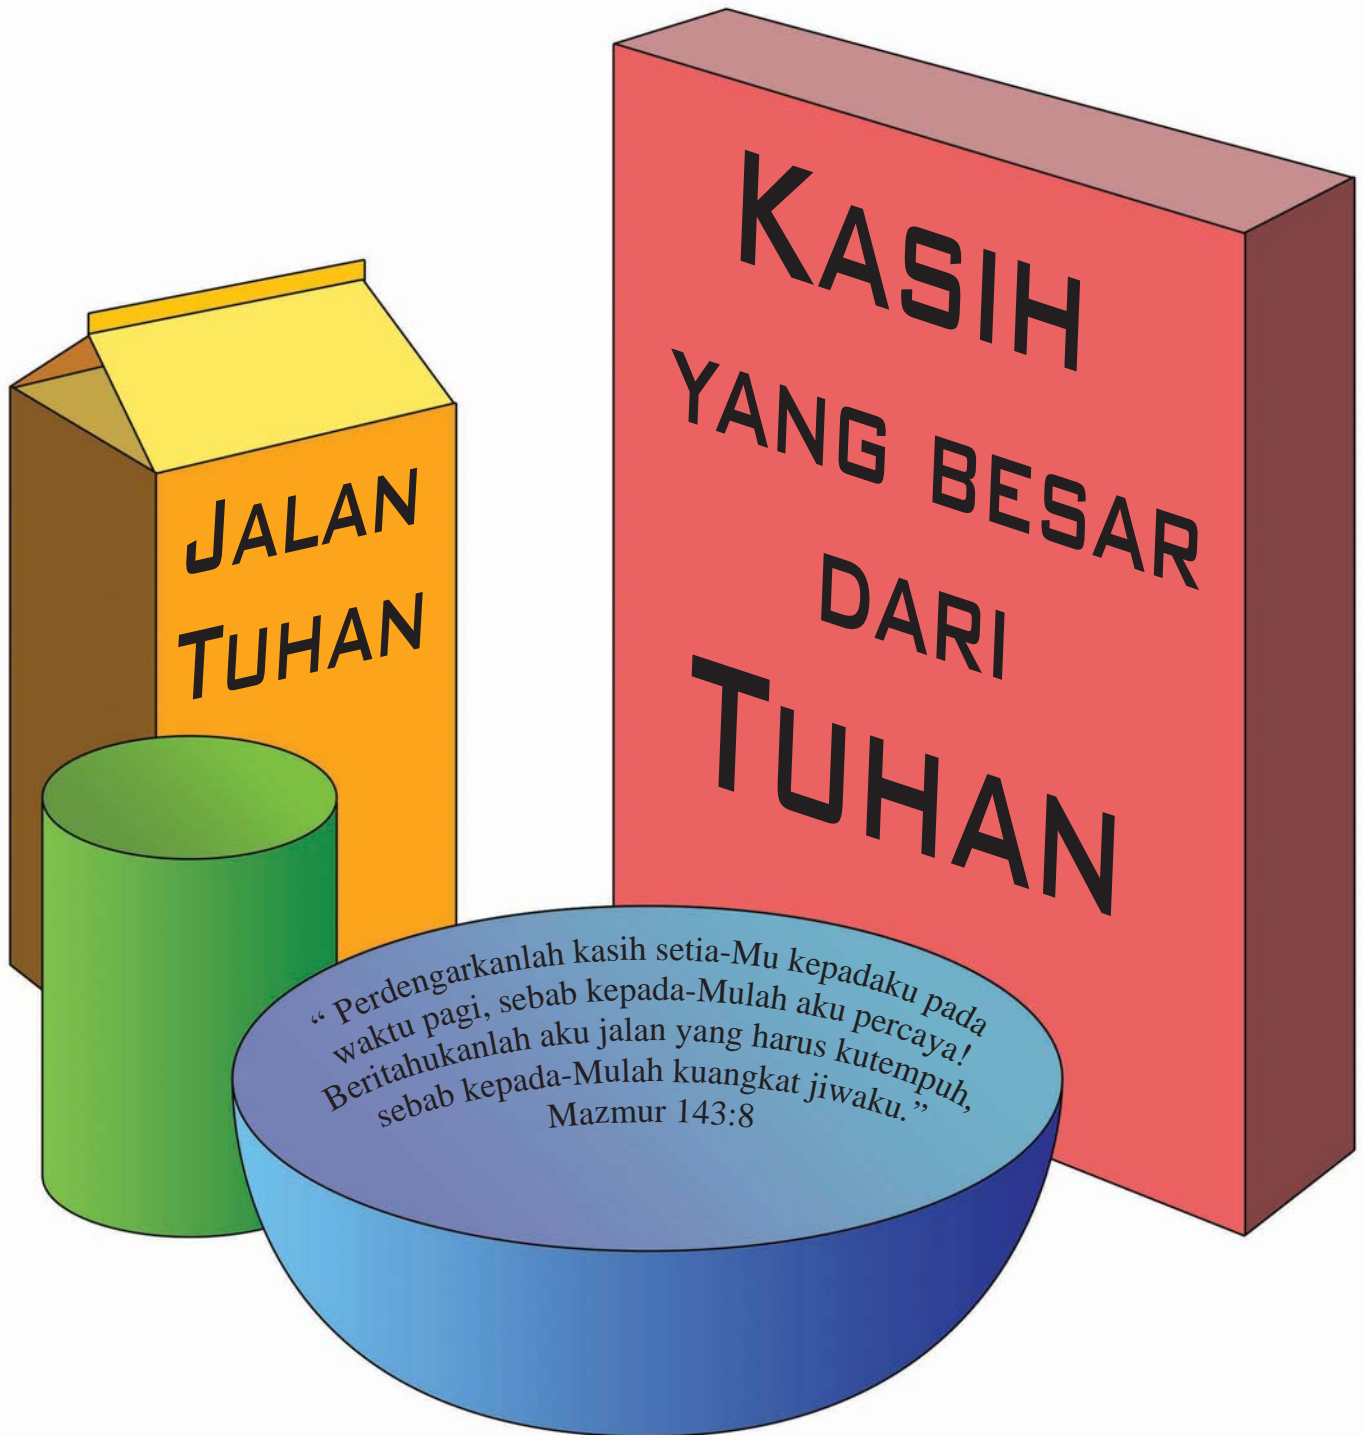 JALAN
TUHAN
KASIH
YANG BESAR
DARI
TUHAN
“ Perdengarkanlah kasih setia-Mu kepadaku pada
waktu pagi, sebab kepada-Mulah aku percaya!
Beritahukanlah aku jalan yang harus kutempuh,
sebab kepada-Mulah kuangkat jiwaku.”
Mazmur 143:8